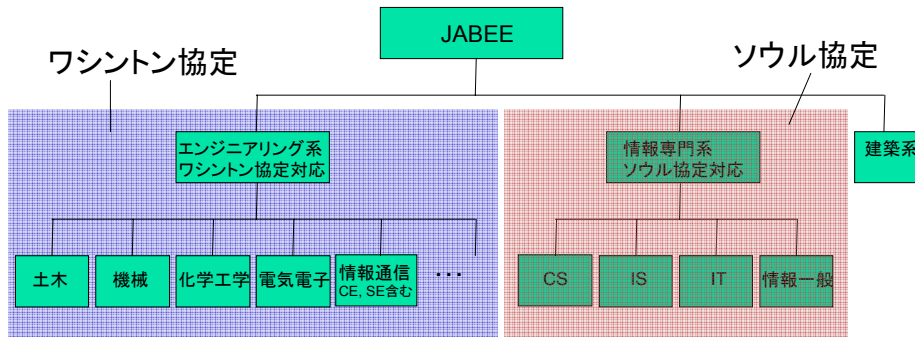 JABEE
ワシントン協定
ソウル協定
エンジニアリング系
ワシントン協定対応
情報専門系
ソウル協定対応
建築系
土木
機械
化学工学
電気電子
情報通信
CE, SE含む
・・・
CS
IS
IT
情報一般